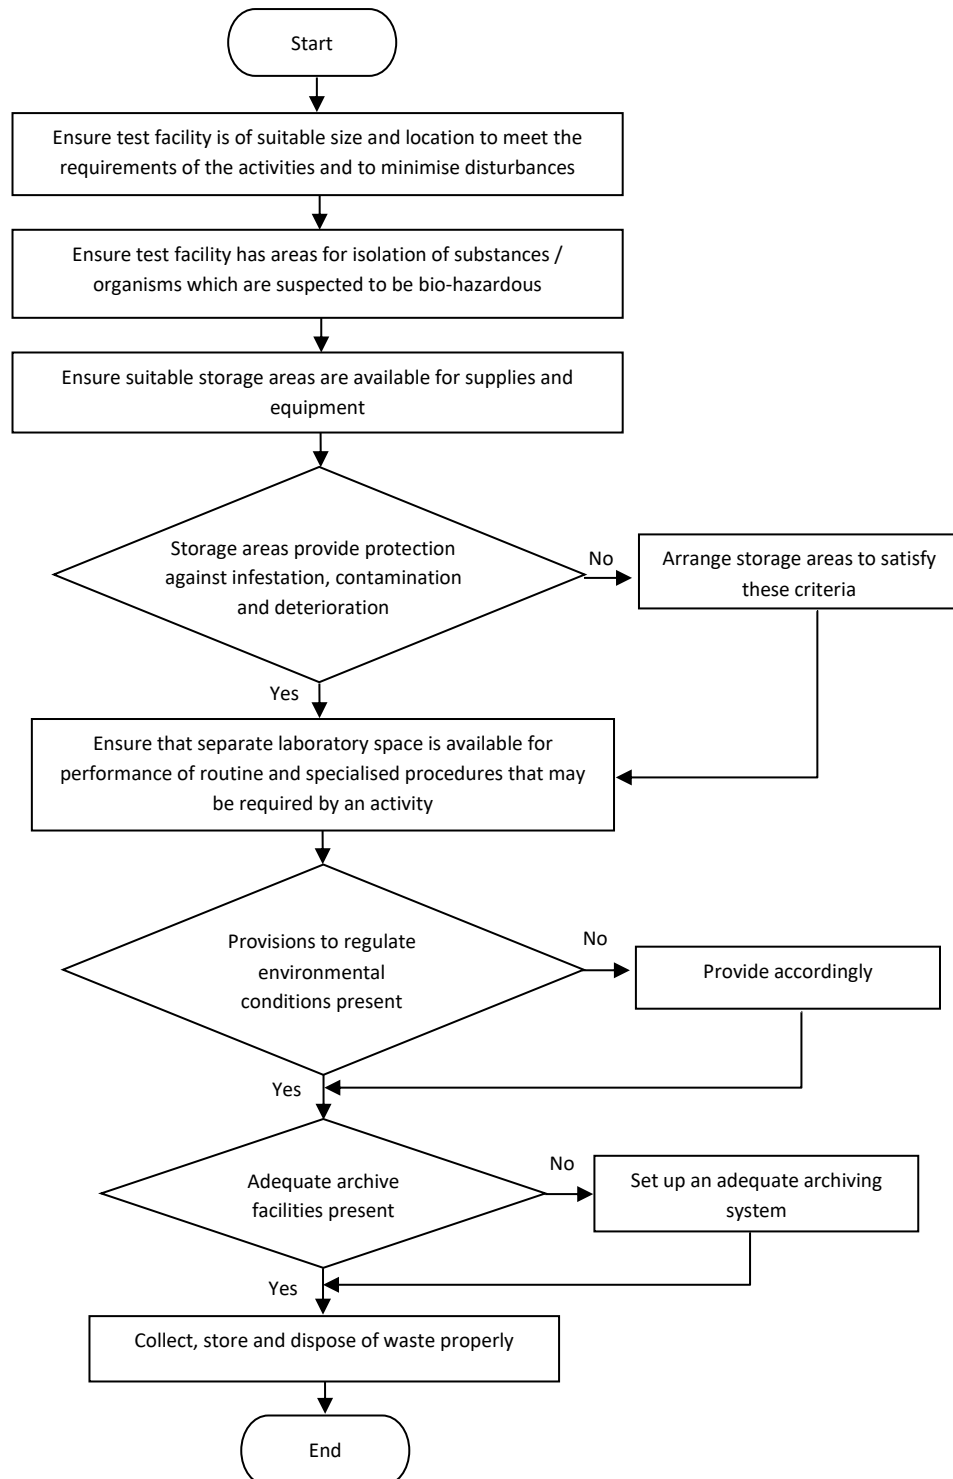 Start
Ensure test facility is of suitable size and location to meet the
requirements of the activities and to minimise disturbances
Ensure test facility has areas for isolation of substances /
organisms which are suspected to be bio-hazardous
Ensure suitable storage areas are available for supplies and
equipment
Storage areas provide protection
against infestation, contamination
and deterioration
No
Arrange storage areas to satisfy
these criteria
Yes
Ensure that separate laboratory space is available for
performance of routine and specialised procedures that may
be required by an activity
Provisions to regulate
environmental
conditions present
No
Provide accordingly
Yes
Adequate archive
facilities present
No
Set up an adequate archiving
system
Yes
Collect, store and dispose of waste properly
End